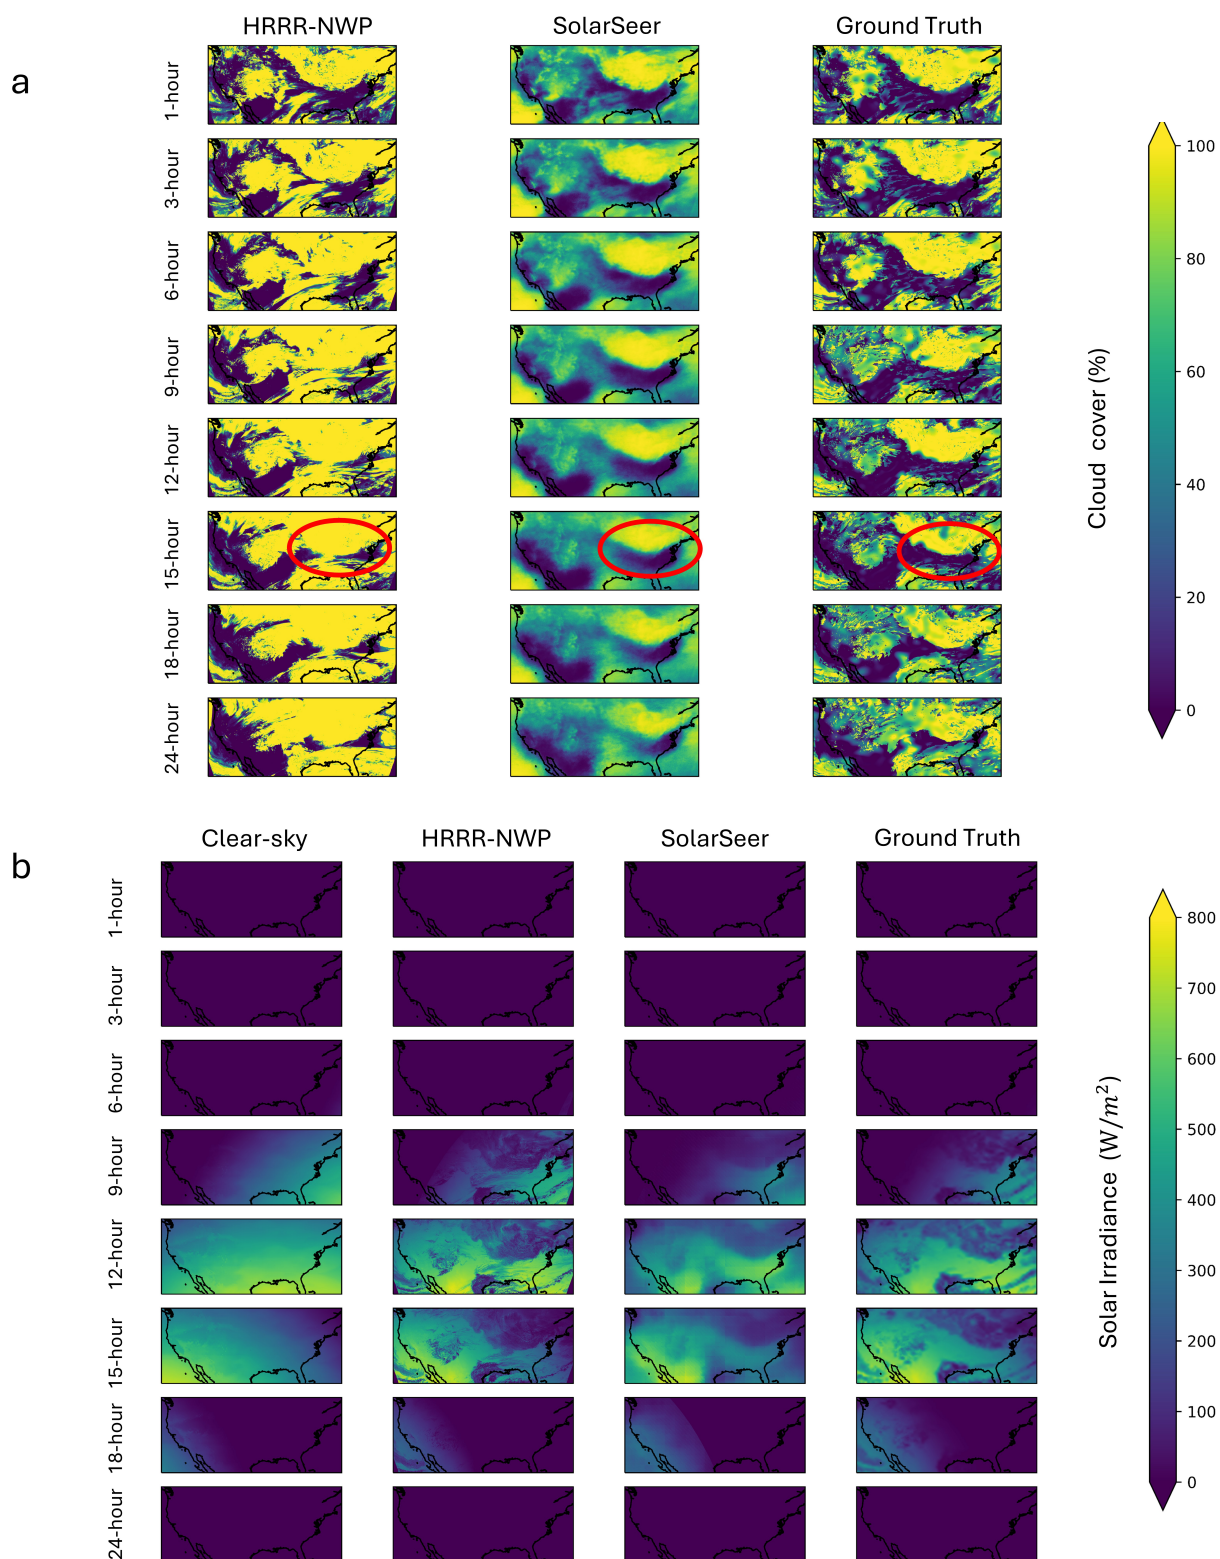 a
HRRR-NWP SolarSeer Ground Truth
1-hour
3-hour
6-hour
9-hour
12-hour
15-hour
18-hour
24-hour
100
80
60
40
20
0
Cloud cover (%)
b
Clear-sky HRRR-NWP SolarSeer Ground Truth
1-hour
3-hour
6-hour
9-hour
12-hour
15-hour
18-hour
24-hour
800
700
600
500
400
300
200
100
0
Solar Irradiance (W/m²)